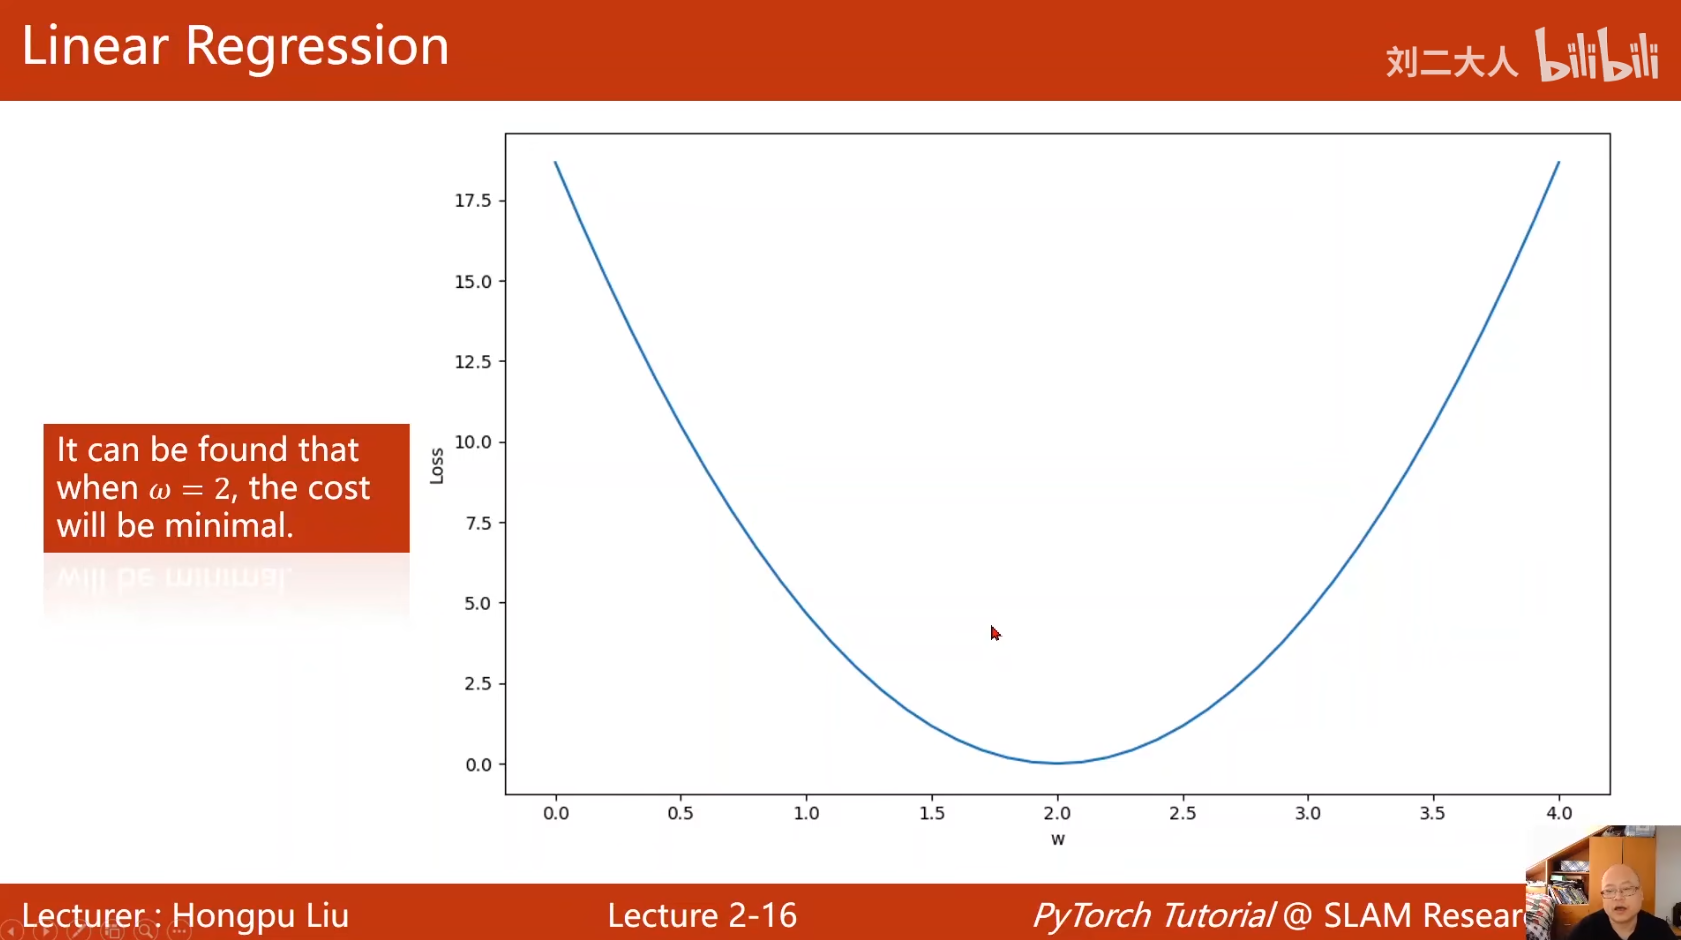 Linear Regression
刘二大人 bilibili
17.5
15.0
12.5
10.0
7.5
5.0
2.5
0.0
Loss
0.0 0.5 1.0 1.5 2.0 2.5 3.0 3.5 4.0
w
It can be found that
when ω = 2, the cost
will be minimal.
Lecturer : Hongpu Liu
Lecture 2-16
PyTorch Tutorial @ SLAM Resear